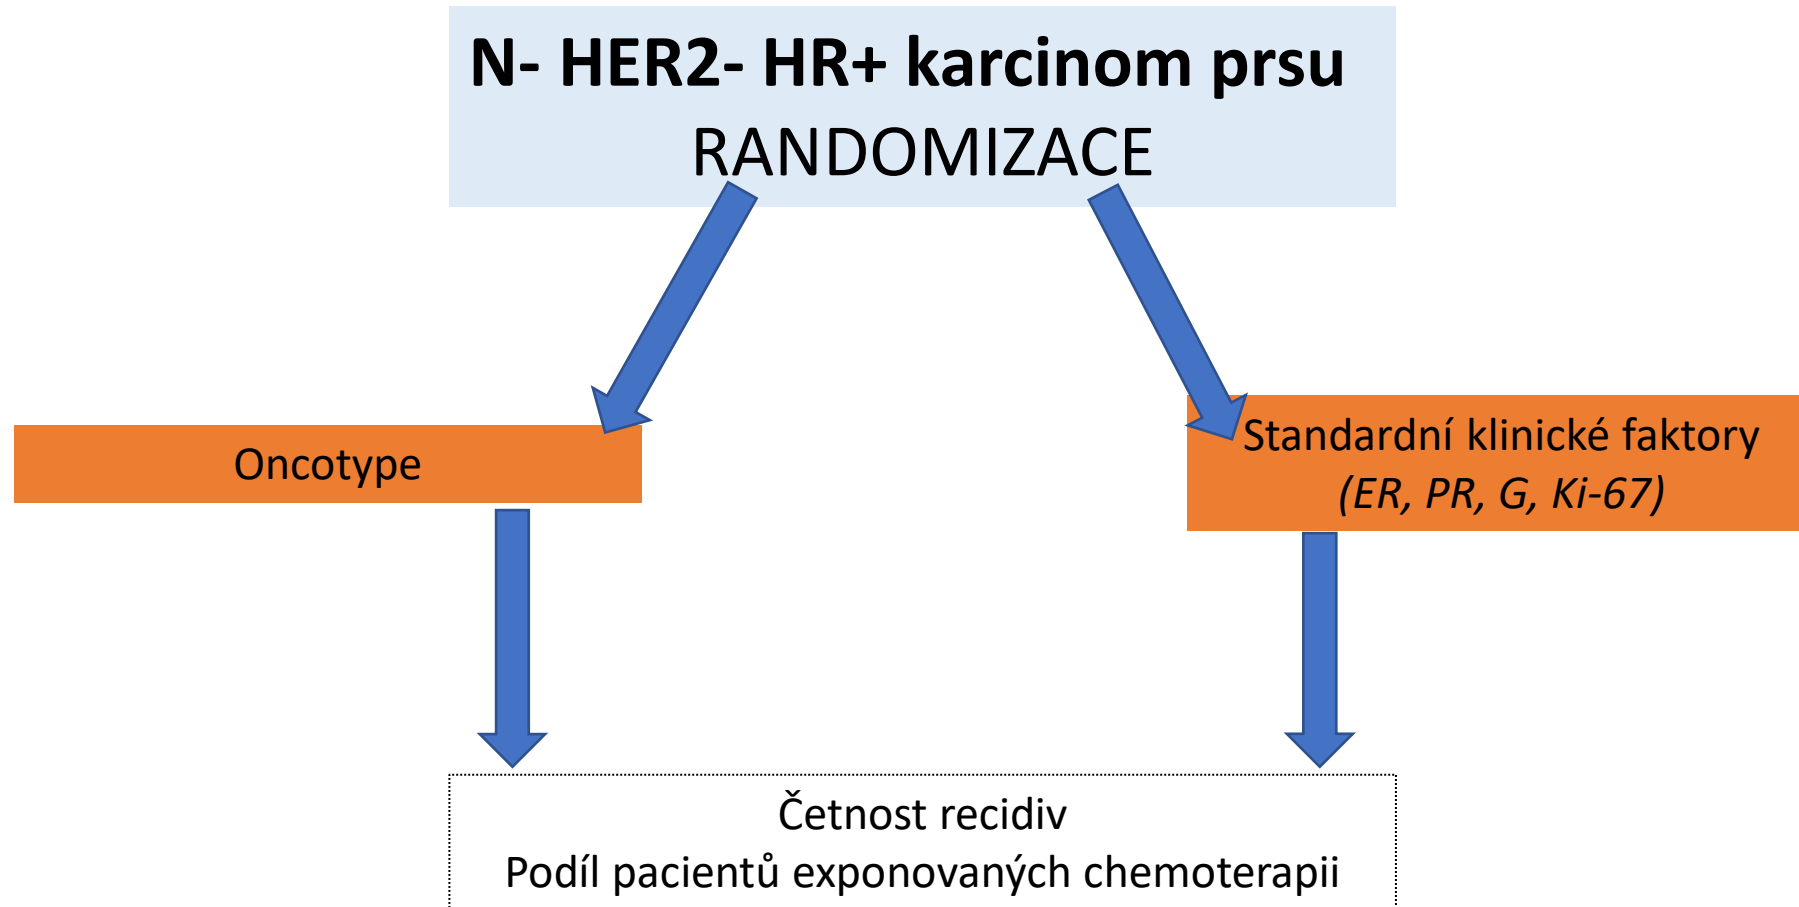 N- HER2- HR+ karcinom prsu
RANDOMIZACE
Oncotype
Standardní klinické faktory
(ER, PR, G, Ki-67)
Četnost recidiv
Podíl pacientů exponovaných chemoterapii